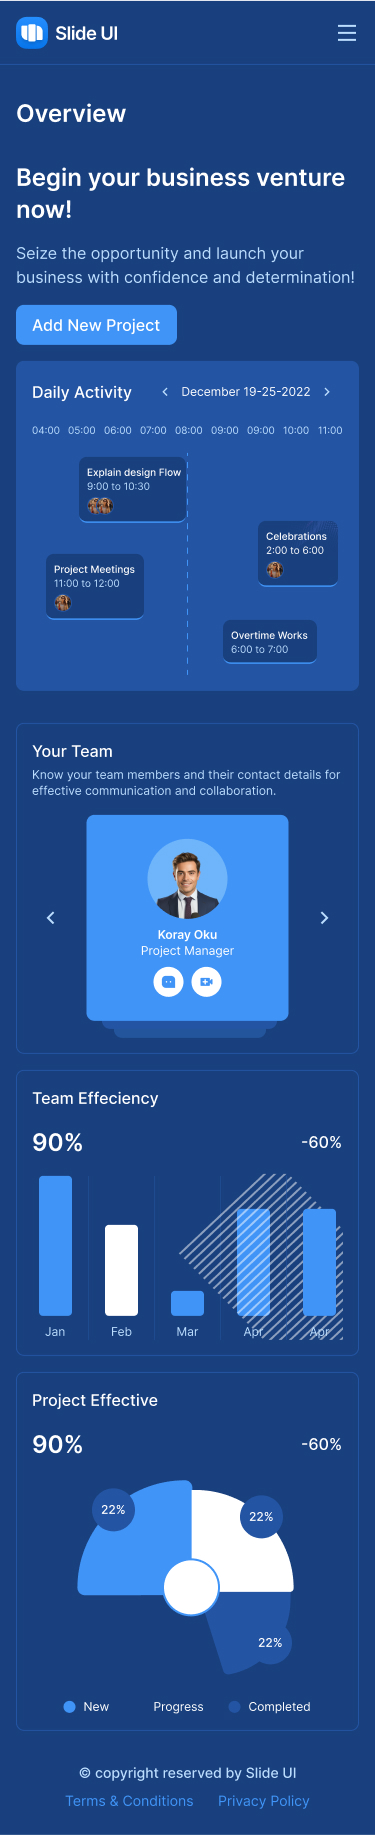 Slide UI
Overview
Begin your business venture
now!
Seize the opportunity and launch your
business with confidence and determination!
Add New Project
Daily Activity
December 19-25-2022
04:00 05:00 06:00 07:00 08:00 09:00 09:00 10:00 11:00
Explain design Flow
9:00 to 10:30
Celebrations
2:00 to 6:00
Project Meetings
11:00 to 12:00
Overtime Works
6:00 to 7:00
Your Team
Know your team members and their contact details for
effective communication and collaboration.
Koray Oku
Project Manager
Team Effeciency
90% -60%
Jan Feb Mar Apr Apr
Project Effective
90% -60%
22%
22%
22%
New Progress Completed
© copyright reserved by Slide UI
Terms & Conditions Privacy Policy